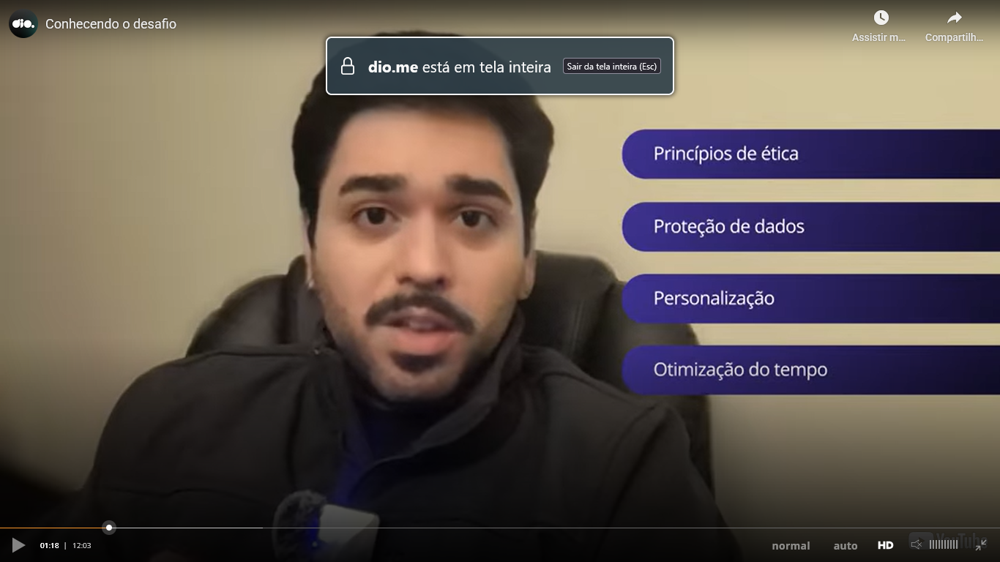 dio.
Conhecendo o desafio
Assistir m...
Compartilh...
dio.me está em tela inteira
Sair da tela inteira (Esc)
Princípios de ética
Proteção de dados
Personalização
Otimização do tempo
01:18 | 12:03
normal
auto
HD
YouTube